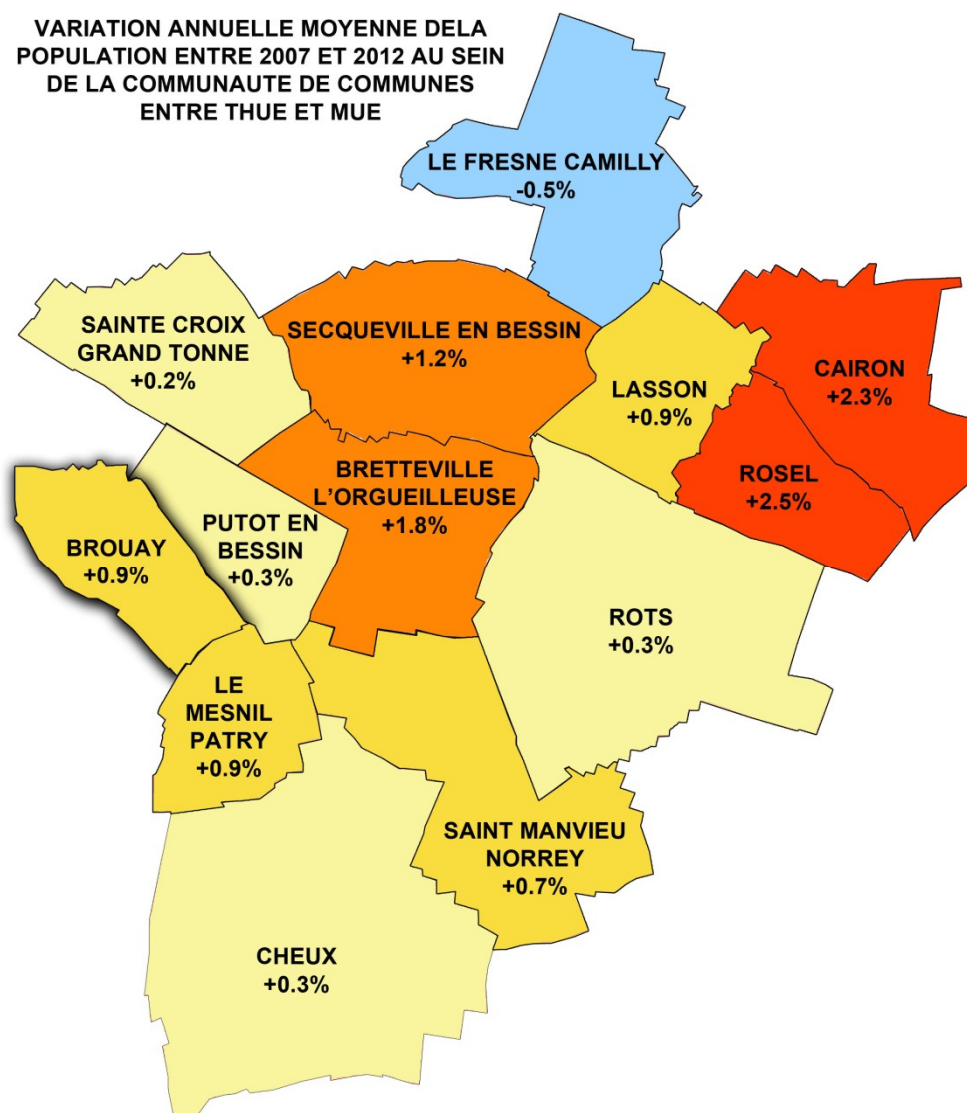 VARIATION ANNUELLE MOYENNE DELA
POPULATION ENTRE 2007 ET 2012 AU SEIN
DE LA COMMUNAUTE DE COMMUNES
ENTRE THUE ET MUE
LE FRESNE CAMILLY
-0.5%
SAINTE CROIX
GRAND TONNE
+0.2%
SECQUEVILLE EN BESSIN
+1.2%
LASSON
+0.9%
CAIRON
+2.3%
ROSEL
+2.5%
BRETTEVILLE
L’ORGUEILLEUSE
+1.8%
PUTOT EN
BESSIN
+0.3%
BROUAY
+0.9%
ROTS
+0.3%
LE
MESNIL
PATRY
+0.9%
SAINT MANVIEU
NORREY
+0.7%
CHEUX
+0.3%